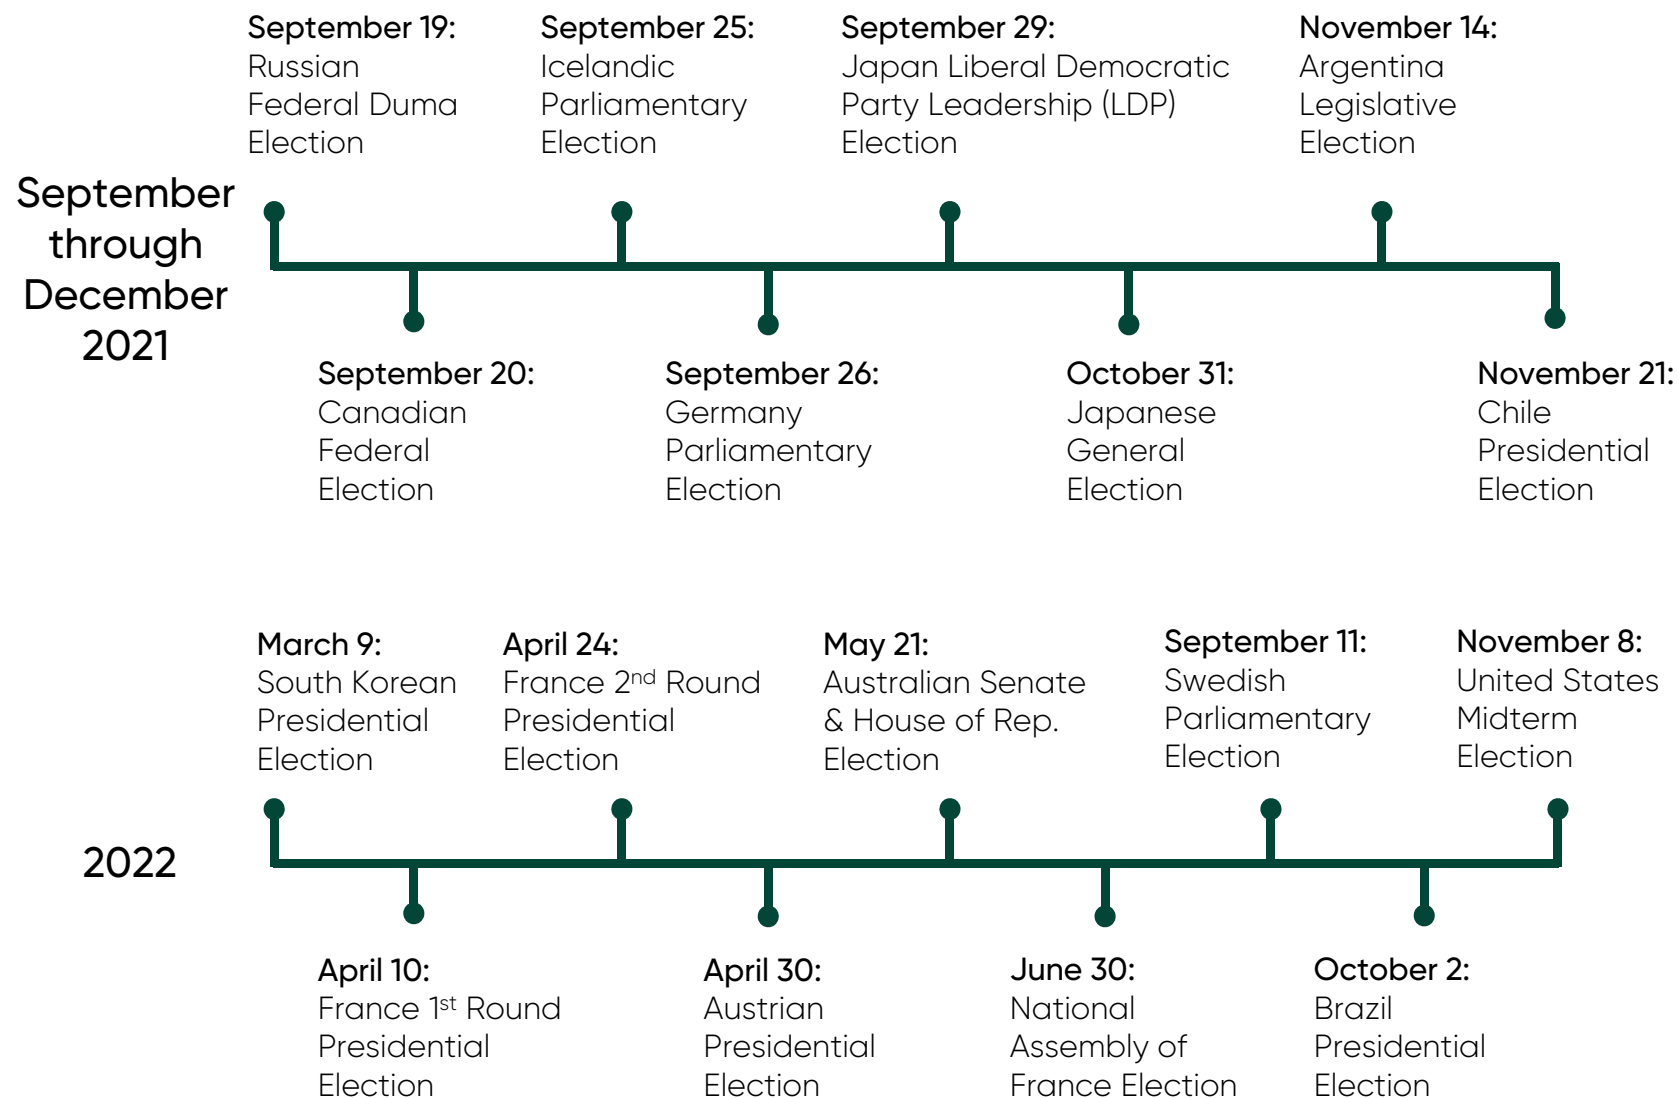 September 19:
Russian
Federal Duma
Election
September 25:
Icelandic
Parliamentary
Election
September 29:
Japan Liberal Democratic
Party Leadership (LDP)
Election
November 14:
Argentina
Legislative
Election
September
through
December
2021
September 20:
Canadian
Federal
Election
September 26:
Germany
Parliamentary
Election
October 31:
Japanese
General
Election
November 21:
Chile
Presidential
Election
March 9:
South Korean
Presidential
Election
April 24:
France 2nd Round
Presidential
Election
May 21:
Australian Senate
& House of Rep.
Election
September 11:
Swedish
Parliamentary
Election
November 8:
United States
Midterm
Election
2022
April 10:
France 1st Round
Presidential
Election
April 30:
Austrian
Presidential
Election
June 30:
National
Assembly of
France Election
October 2:
Brazil
Presidential
Election